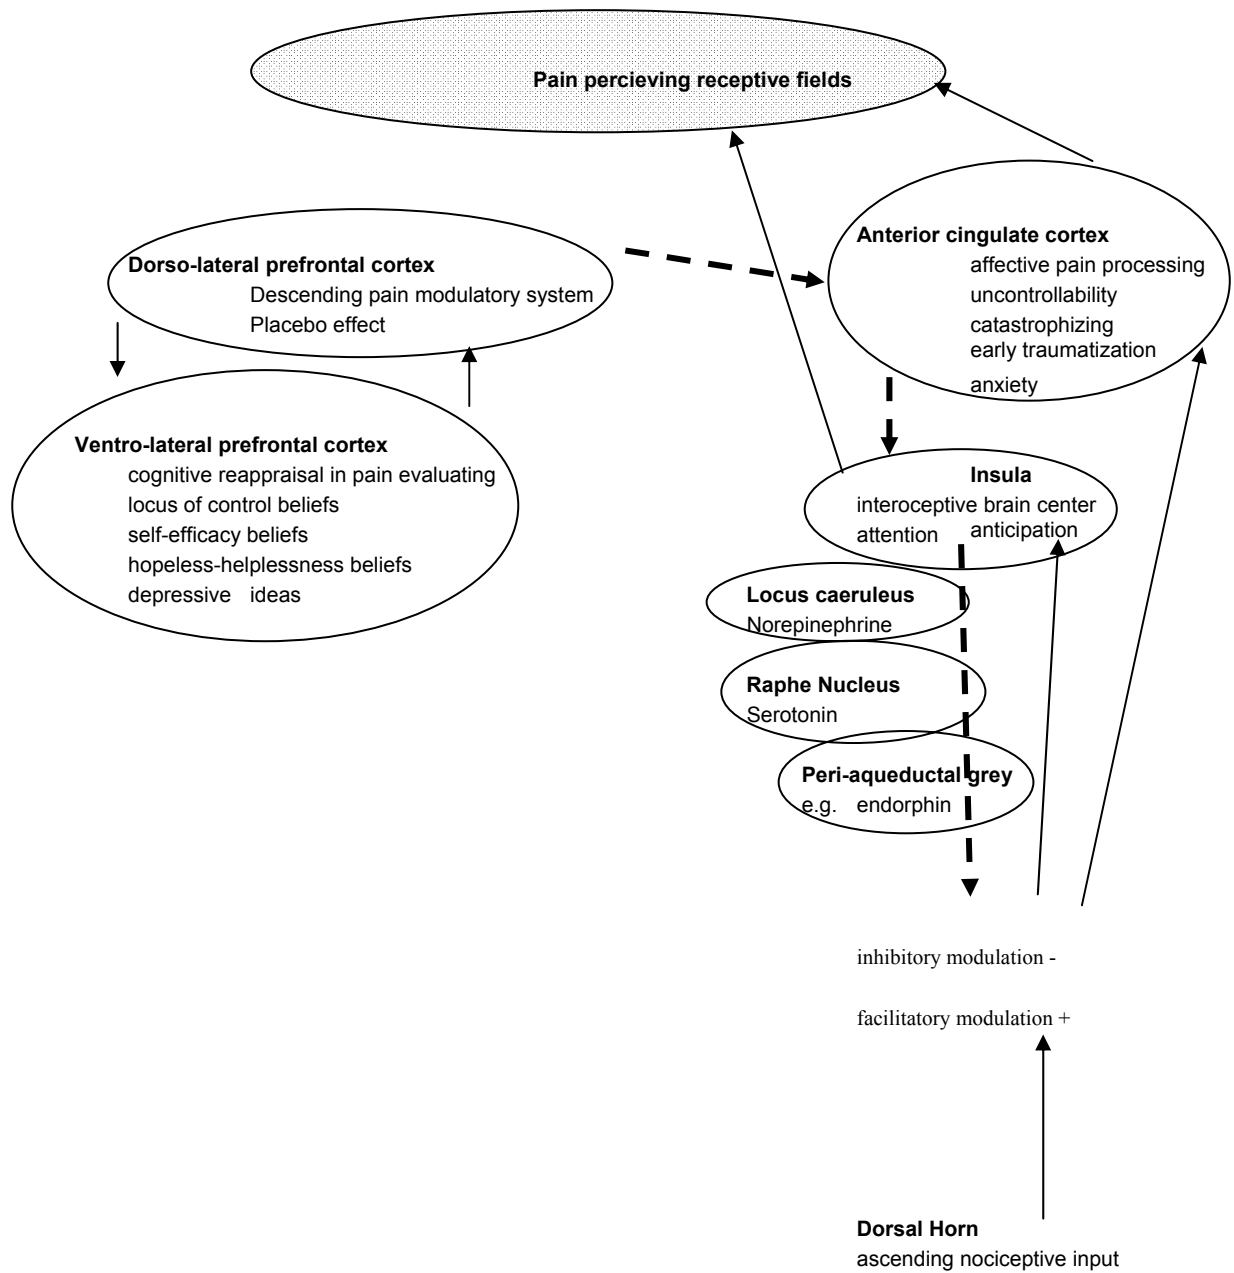 Pain percieving receptive fields
Dorso-lateral prefrontal cortex
Descending pain modulatory system
Placebo effect
Ventro-lateral prefrontal cortex
cognitive reappraisal in pain evaluating
locus of control beliefs
self-efficacy beliefs
hopeless-helplessness beliefs
depressive ideas
Anterior cingulate cortex
affective pain processing
uncontrollability
catastrophizing
early traumatization
anxiety
Insula
interoceptive brain center
attention anticipation
Locus caeruleus
Norepinephrine
Raphe Nucleus
Serotonin
Peri-aqueductal grey
e.g. endorphin
inhibitory modulation -
facilitatory modulation +
Dorsal Horn
ascending nociceptive input